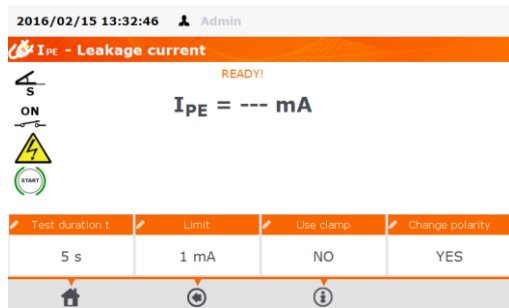 2016/02/15 13:32:46 Admin
IPE - Leakage current
READY!
S
IPE = --- mA
ON
START
Test duration t Limit Use clamp Change polarity
5 s 1 mA NO YES